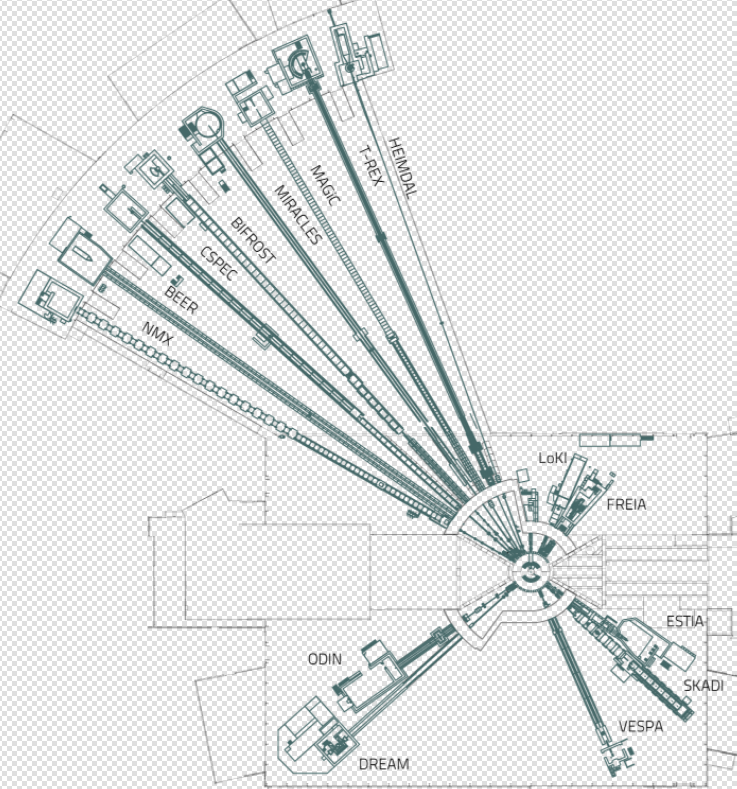 HEIMDAL
T-REX
MAGIC
MIRACLES
BIFROST
CSPEC
BEER
NMX
LoKI
FREIA
ESTIA
SKADI
VESPA
ODIN
DREAM